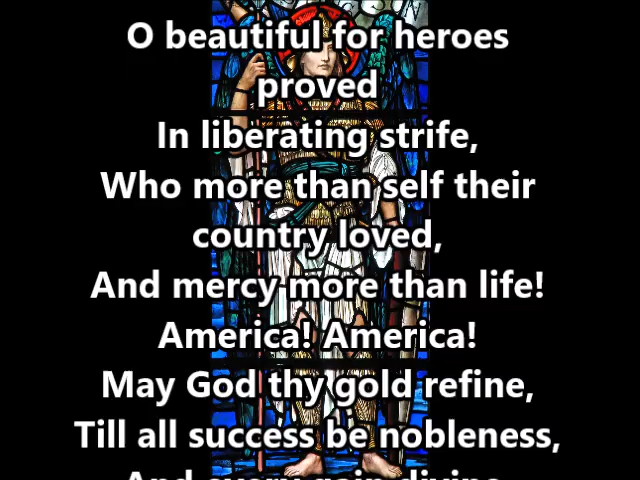 O beautiful for heroes
proved
In liberating strife,
Who more than self their
country loved,
And mercy more than life!
America! America!
May God thy gold refine,
Till all success be nobleness,
And every gain divine